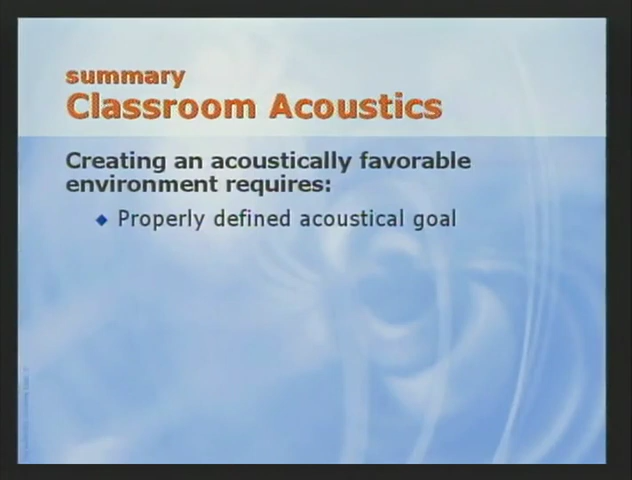 summary
Classroom Acoustics
Creating an acoustically favorable
environment requires:
Properly defined acoustical goal